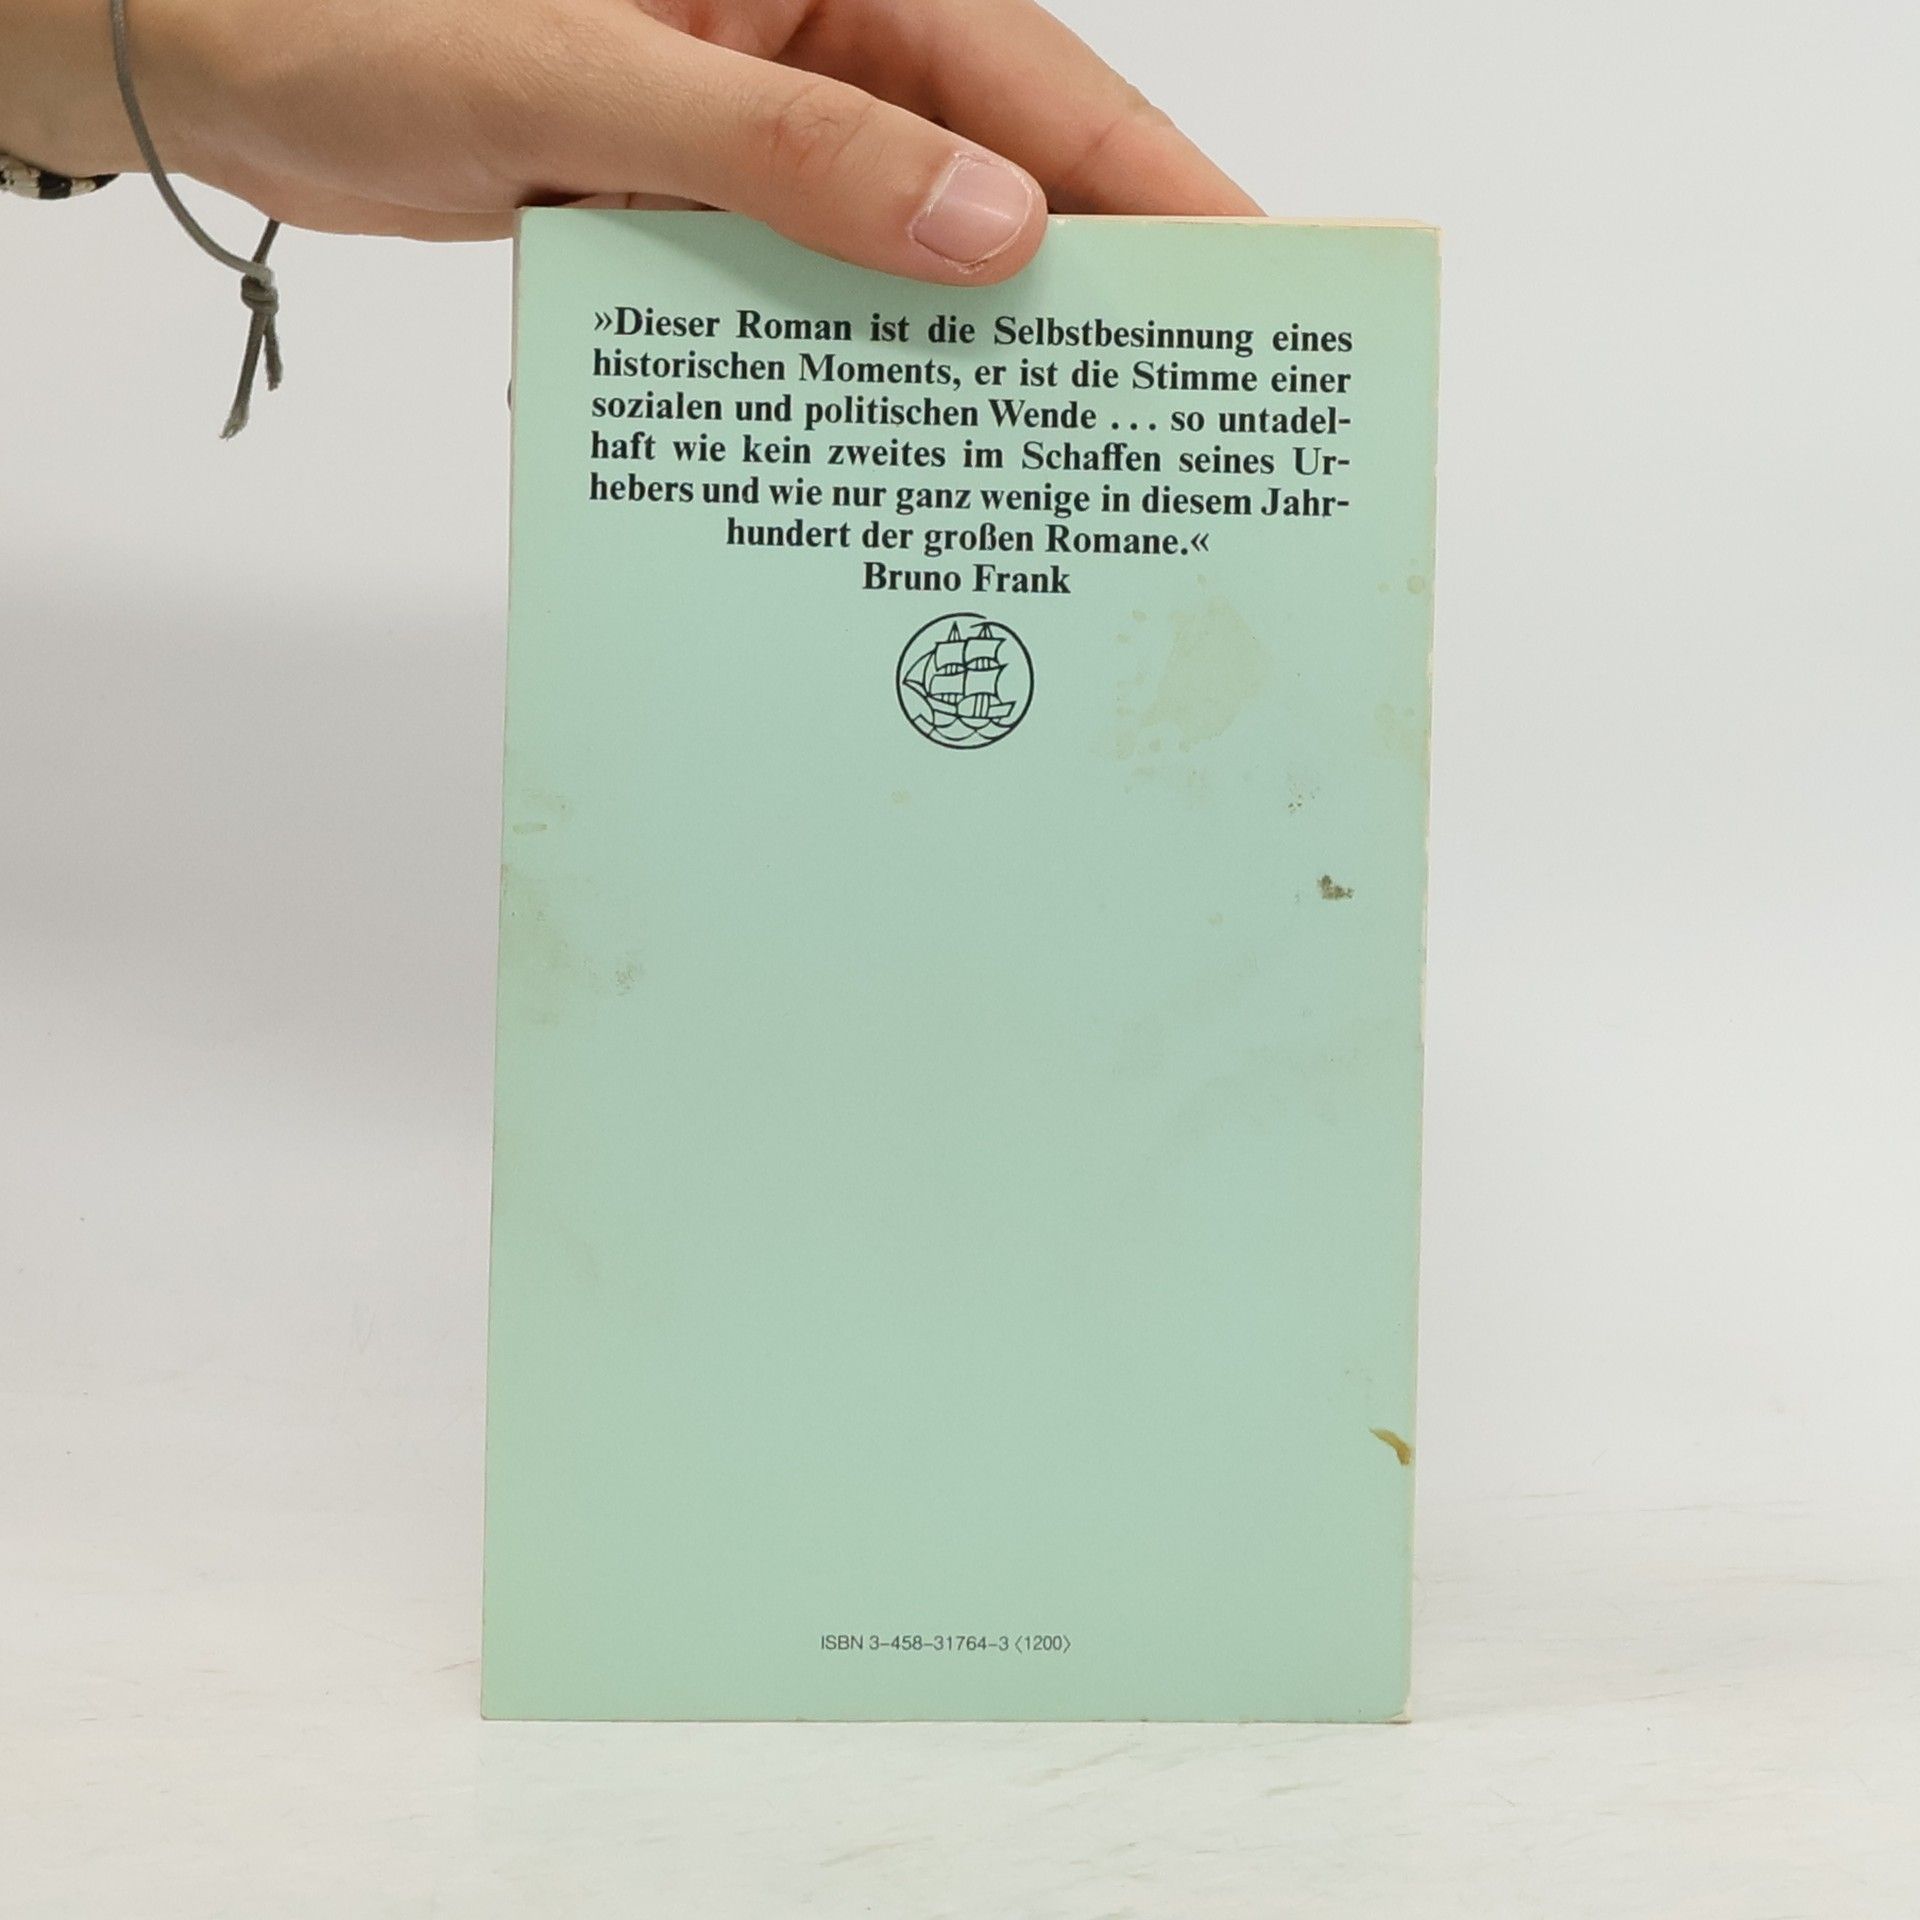 »Dieser Roman ist die Selbstbesinnung eines
historischen Moments, er ist die Stimme einer
sozialen und politischen Wende ... so untadel-
haft wie kein zweites im Schaffen seines Ur-
hebers und wie nur ganz wenige in diesem Jahr-
hundert der großen Romane.«
Bruno Frank
ISBN 3-458-31764-3 〈1200〉